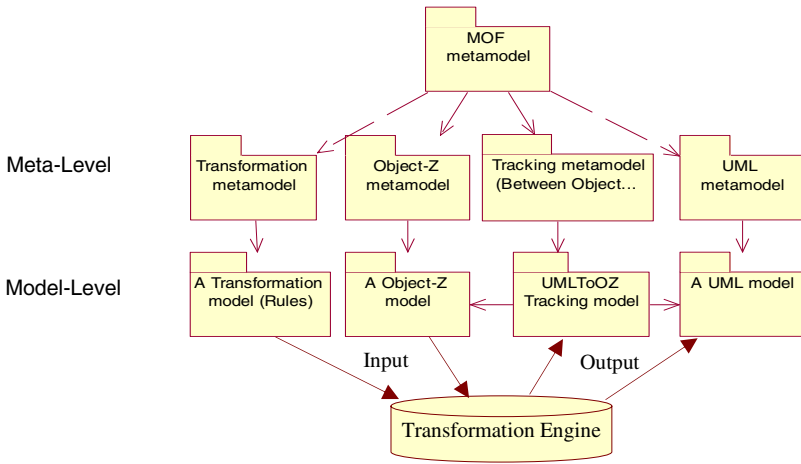 MOF
metamodel
Meta-Level
Transformation
metamodel
Object-Z
metamodel
Tracking metamodel
(Between Object...
UML
metamodel
Model-Level
A Transformation
model (Rules)
A Object-Z
model
UMLToOZ
Tracking model
A UML model
Input
Output
Transformation Engine